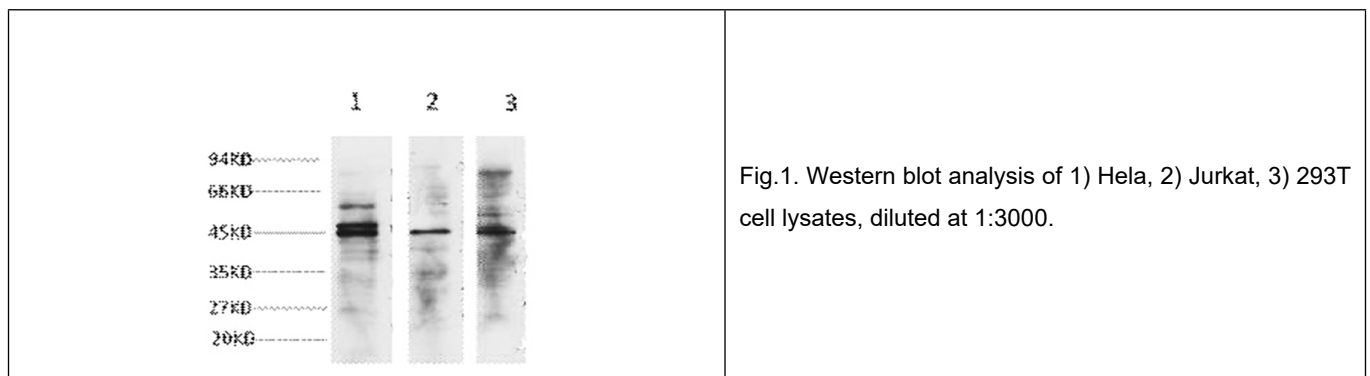 1 2 3
94KD
66KD
45KD
35KD
27KD
20KD
Fig.1. Western blot analysis of 1) Hela, 2) Jurkat, 3) 293T
cell lysates, diluted at 1:3000.